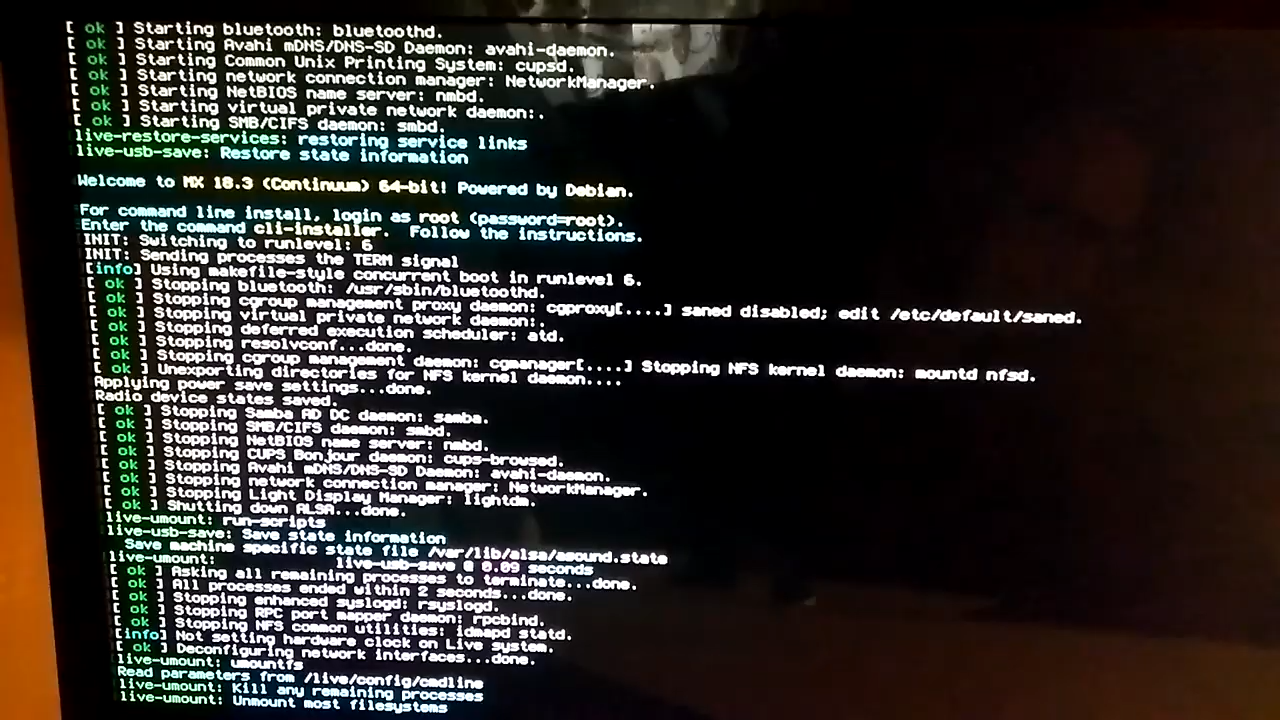 [ ok ] Starting bluetooth: bluetoothd.
[ ok ] Starting Avahi mDNS/DNS-SD Daemon: avahi-daemon.
[ ok ] Starting Common Unix Printing System: cupsd.
[ ok ] Starting network connection manager: NetworkManager.
[ ok ] Starting NetBIOS name server: nmbd.
[ ok ] Starting virtual private network daemon:.
[ ok ] Starting SMB/CIFS daemon: smbd.
live-restore-services: restoring service links
live-usb-save: Restore state information
Welcome to MX 18.3 (Continuum) 64-bit! Powered by Debian.
For command line install, login as root (password=root).
Enter the command cli-installer.  Follow the instructions.
INIT: Switching to runlevel: 6
INIT: Sending processes the TERM signal
[info] Using makefile-style concurrent boot in runlevel 6.
[ ok ] Stopping bluetooth: /usr/sbin/bluetoothd.
[ ok ] Stopping cgroup management proxy daemon: cgproxy[....] saned disabled; edit /etc/default/saned.
[ ok ] Stopping virtual private network daemon:.
[ ok ] Stopping deferred execution scheduler: atd.
[ ok ] Stopping resolvconf...done.
[ ok ] Stopping cgroup management daemon: cgmanager[....] Stopping NFS kernel daemon: mountd nfsd.
[ ok ] Unexporting directories for NFS kernel daemon....
Applying power save settings...done.
Radio device states saved.
[ ok ] Stopping Samba AD DC daemon: samba.
[ ok ] Stopping SMB/CIFS daemon: smbd.
[ ok ] Stopping NetBIOS name server: nmbd.
[ ok ] Stopping CUPS Bonjour daemon: cups-browsed.
[ ok ] Stopping Avahi mDNS/DNS-SD Daemon: avahi-daemon.
[ ok ] Stopping network connection manager: NetworkManager.
[ ok ] Stopping Light Display Manager: lightdm.
[ ok ] Shutting down ALSA...done.
live-umount: run-scripts
live-usb-save: Save state information
Save machine specific state file /var/lib/alsa/asound.state
live-umount: live-usb-save @ 0.09 seconds
[ ok ] Asking all remaining processes to terminate...done.
[ ok ] All processes ended within 2 seconds...done.
[ ok ] Stopping enhanced syslogd: rsyslogd.
[ ok ] Stopping RPC port mapper daemon: rpcbind.
[ ok ] Stopping NFS common utilities: idmapd statd.
[info] Not setting hardware clock on Live system.
[ ok ] Deconfiguring network interfaces...done.
live-umount: umountfs
Read parameters from /live/config/cmdline
live-umount: Kill any remaining processes
live-umount: Unmount most filesystems